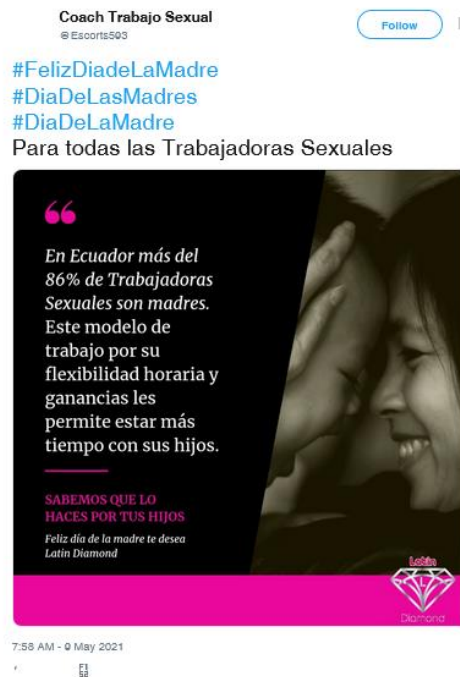 Coach Trabajo Sexual
@Escorts593
Follow
#FelizDiadeLaMadre
#DiaDeLasMadres
#DiaDeLaMadre
Para todas las Trabajadoras Sexuales
“
En Ecuador más del
86% de Trabajadoras
Sexuales son madres.
Este modelo de
trabajo por su
flexibilidad horaria y
ganancias les
permite estar más
tiempo con sus hijos.
SABEMOS QUE LO
HACES POR TUS HIJOS
Feliz día de la madre te desea
Latin Diamond
Latin
L
Diamond
7:58 AM - 9 May 2021